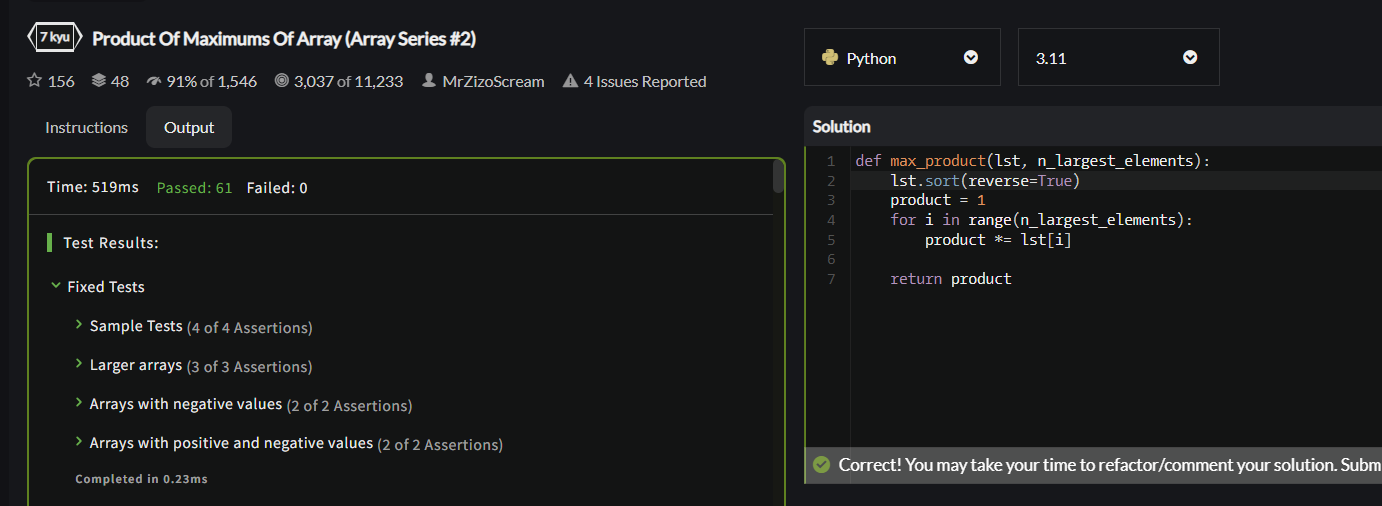 7 kyu Product Of Maximums Of Array (Array Series #2)
156 48 91% of 1,546 3,037 of 11,233 MrZizoScream 4 Issues Reported
Instructions Output
Time: 519ms Passed: 61 Failed: 0
Test Results:
Fixed Tests
Sample Tests (4 of 4 Assertions)
Larger arrays (3 of 3 Assertions)
Arrays with negative values (2 of 2 Assertions)
Arrays with positive and negative values (2 of 2 Assertions)
Completed in 0.23ms
Python 3.11
Solution
1 def max_product(lst, n_largest_elements):
2     lst.sort(reverse=True)
3     product = 1
4     for i in range(n_largest_elements):
5         product *= lst[i]
6
7     return product
Correct! You may take your time to refactor/comment your solution. Subm